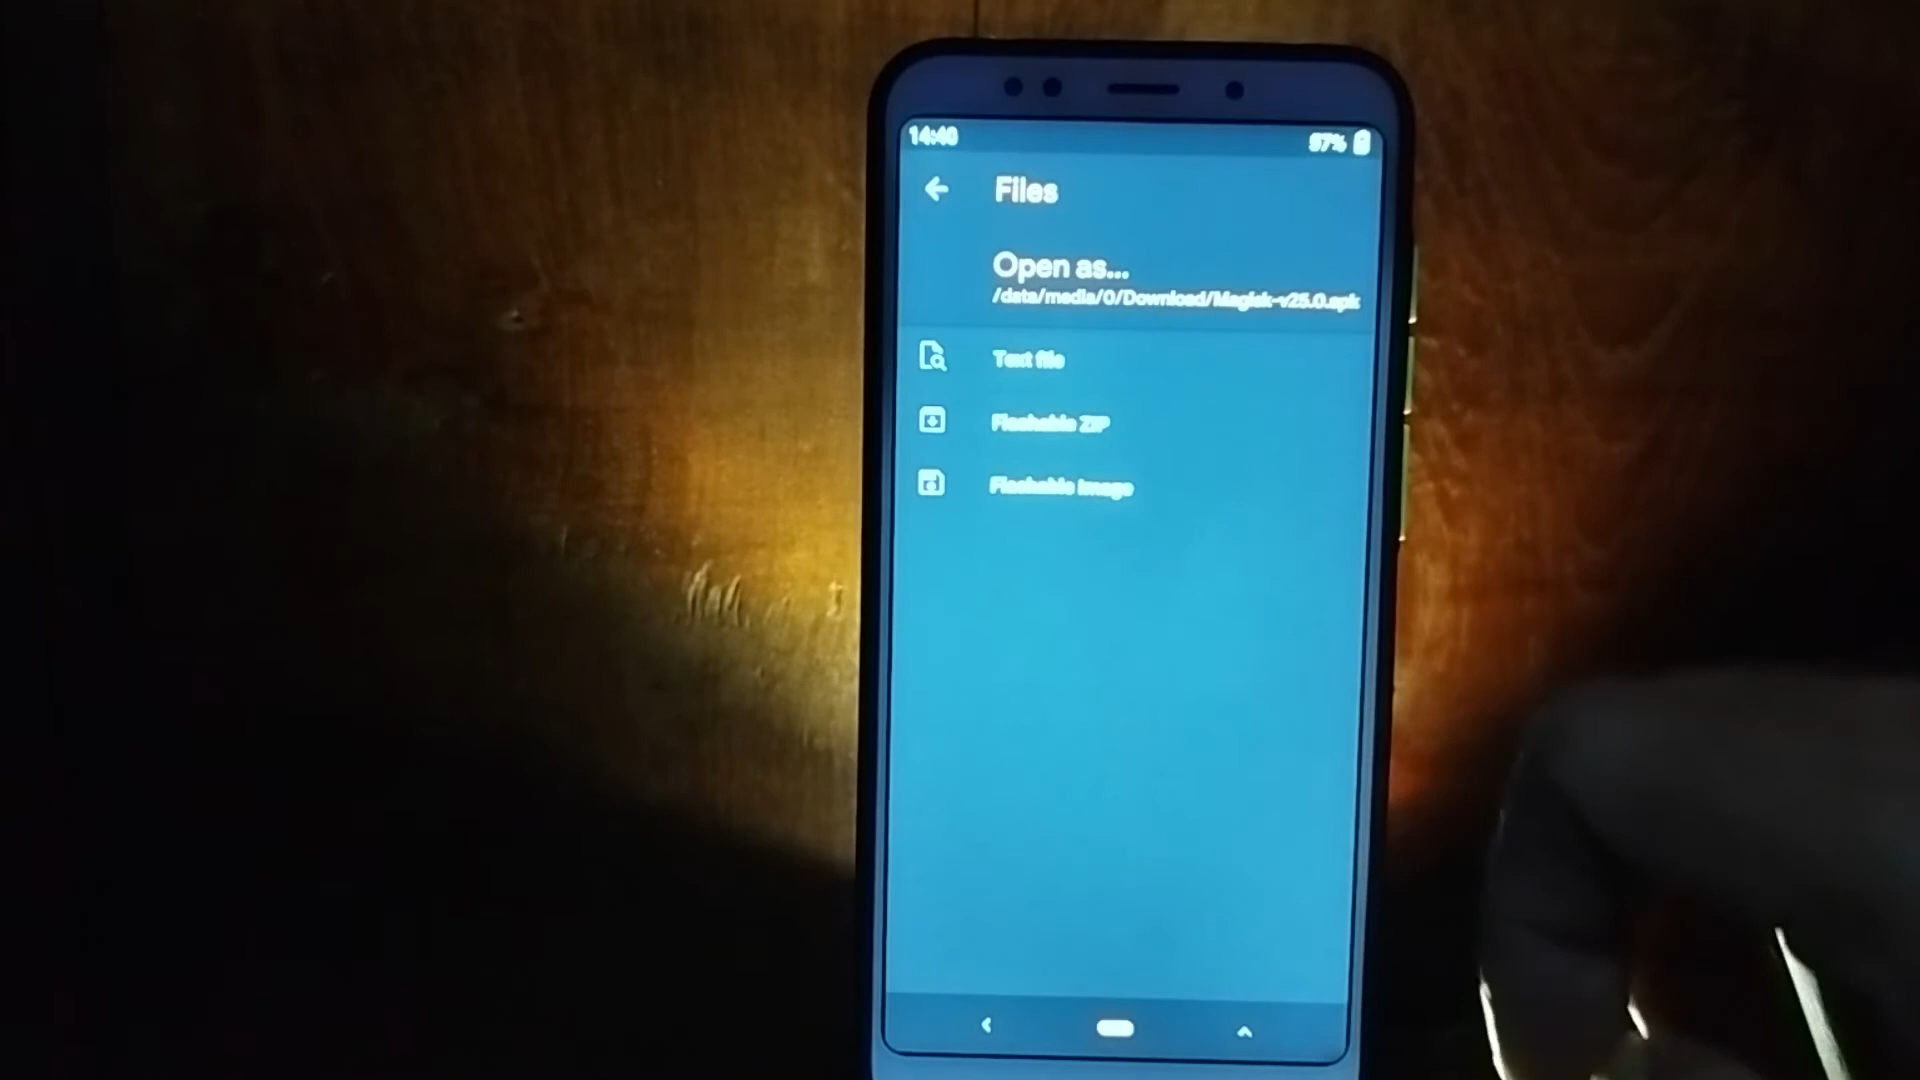 14:40
97%
Files
Open as...
/data/media/0/Download/Magisk-v25.0.apk
Text file
Flashable ZIP
Flashable Image